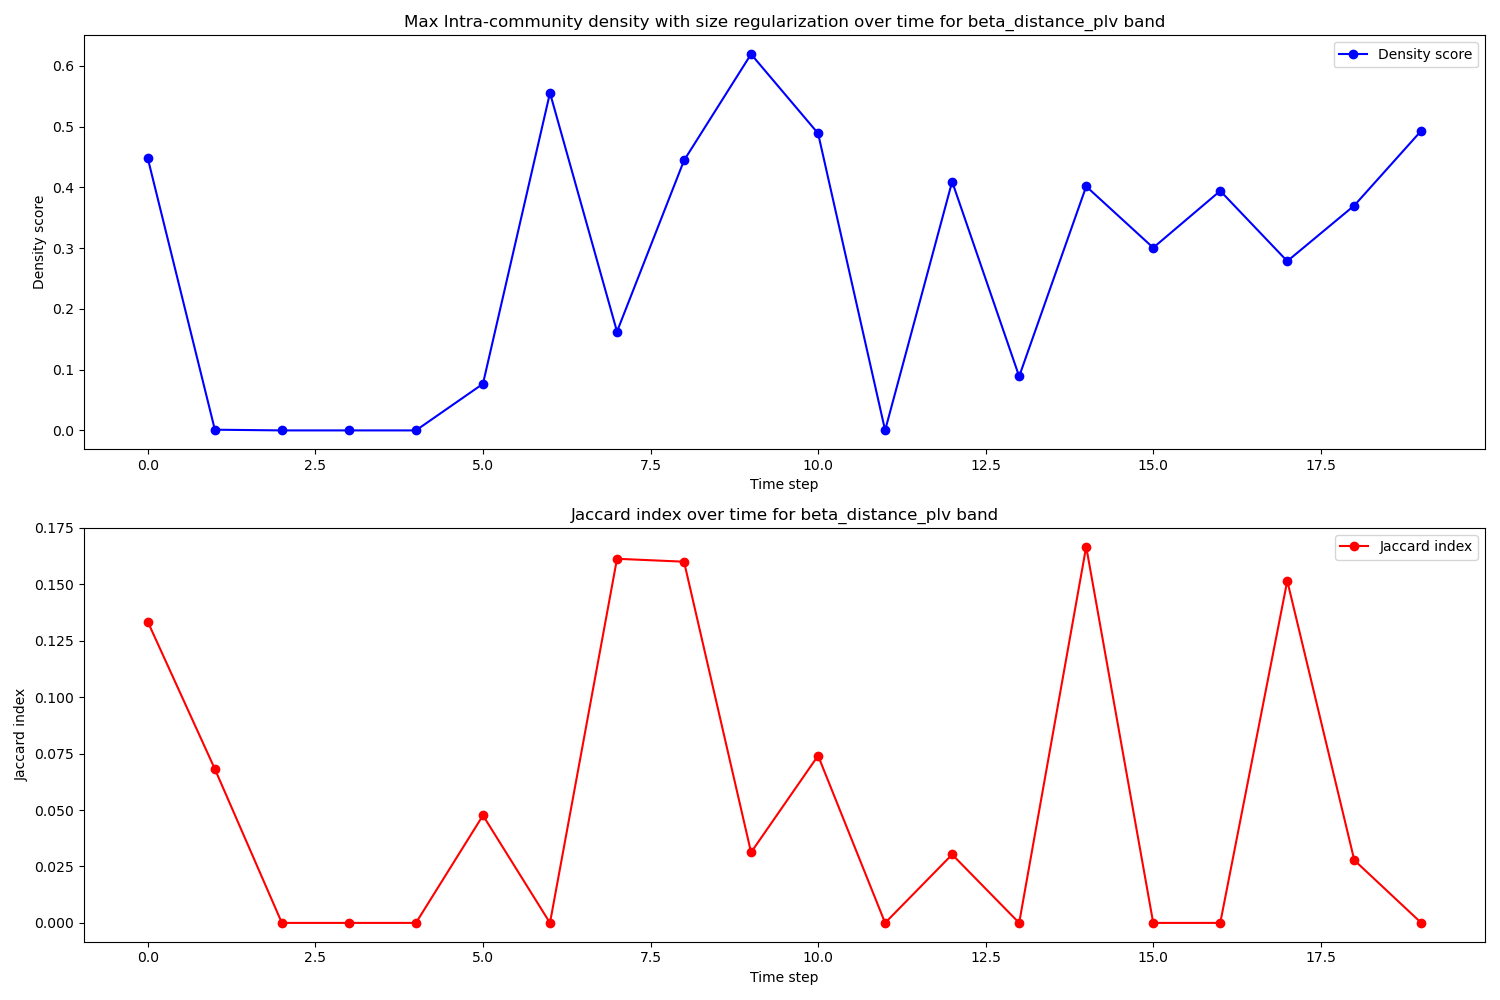 Max Intra-community density with size regularization over time for beta_distance_plv band
Density score
0.6
0.5
0.4
0.3
0.2
0.1
0.0
Density score
0.0 2.5 5.0 7.5 10.0 12.5 15.0 17.5
Time step
Jaccard index over time for beta_distance_plv band
Jaccard index
0.175
0.150
0.125
0.100
0.075
0.050
0.025
0.000
Jaccard index
0.0 2.5 5.0 7.5 10.0 12.5 15.0 17.5
Time step